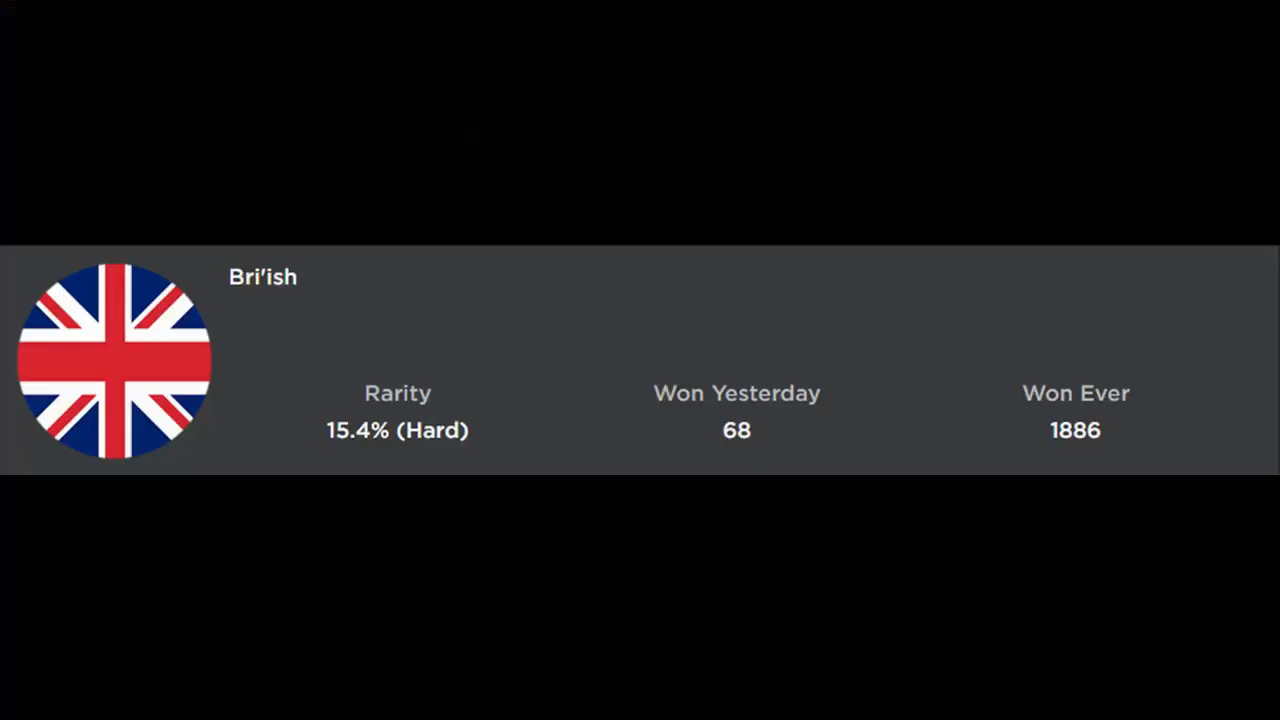 Bri'ish
Rarity
Won Yesterday
Won Ever
15.4% (Hard)
68
1886